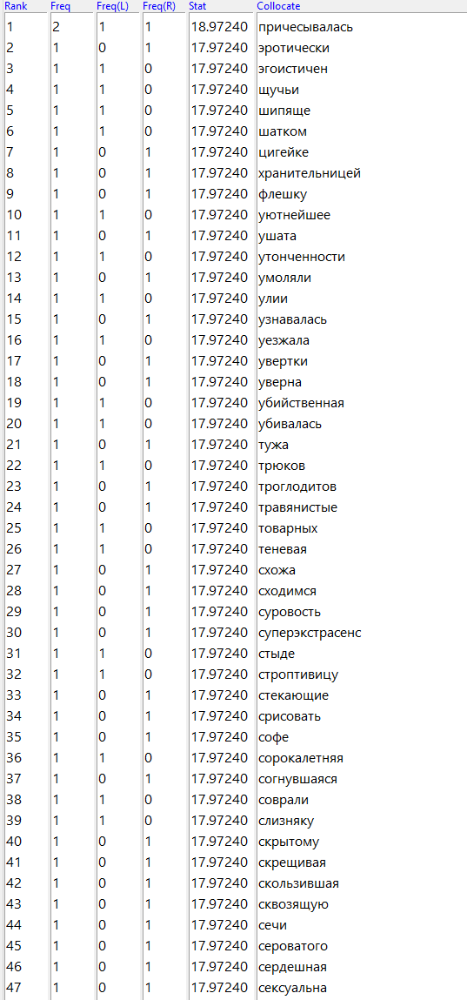 Rank Freq Freq(L) Freq(R) Stat Collocate
1 2 1 1 18.97240 причесывалась
2 1 0 1 17.97240 эротически
3 1 1 0 17.97240 эгоистичен
4 1 1 0 17.97240 щучьи
5 1 1 0 17.97240 шипяще
6 1 1 0 17.97240 шатком
7 1 0 1 17.97240 цигейке
8 1 0 1 17.97240 хранительницей
9 1 0 1 17.97240 флешку
10 1 1 0 17.97240 уютнейшее
11 1 0 1 17.97240 ушата
12 1 1 0 17.97240 утонченности
13 1 0 1 17.97240 умоляли
14 1 1 0 17.97240 улии
15 1 0 1 17.97240 узнавалась
16 1 1 0 17.97240 уезжала
17 1 0 1 17.97240 увертки
18 1 0 1 17.97240 уверна
19 1 1 0 17.97240 убийственная
20 1 1 0 17.97240 убивалась
21 1 0 1 17.97240 тужа
22 1 1 0 17.97240 трюков
23 1 0 1 17.97240 троглодитов
24 1 0 1 17.97240 травянистые
25 1 1 0 17.97240 товарных
26 1 1 0 17.97240 теневая
27 1 0 1 17.97240 схожа
28 1 0 1 17.97240 сходимся
29 1 0 1 17.97240 суровость
30 1 0 1 17.97240 суперэкстрасенс
31 1 1 0 17.97240 стыде
32 1 1 0 17.97240 строптивицу
33 1 0 1 17.97240 стекающие
34 1 0 1 17.97240 срисовать
35 1 0 1 17.97240 софе
36 1 1 0 17.97240 сорокалетняя
37 1 0 1 17.97240 согнувшаяся
38 1 1 0 17.97240 соврали
39 1 1 0 17.97240 слизняку
40 1 0 1 17.97240 скрытому
41 1 0 1 17.97240 скрещивая
42 1 0 1 17.97240 скользившая
43 1 0 1 17.97240 сквозящую
44 1 0 1 17.97240 сечи
45 1 0 1 17.97240 сероватого
46 1 0 1 17.97240 сердешная
47 1 0 1 17.97240 сексуальна